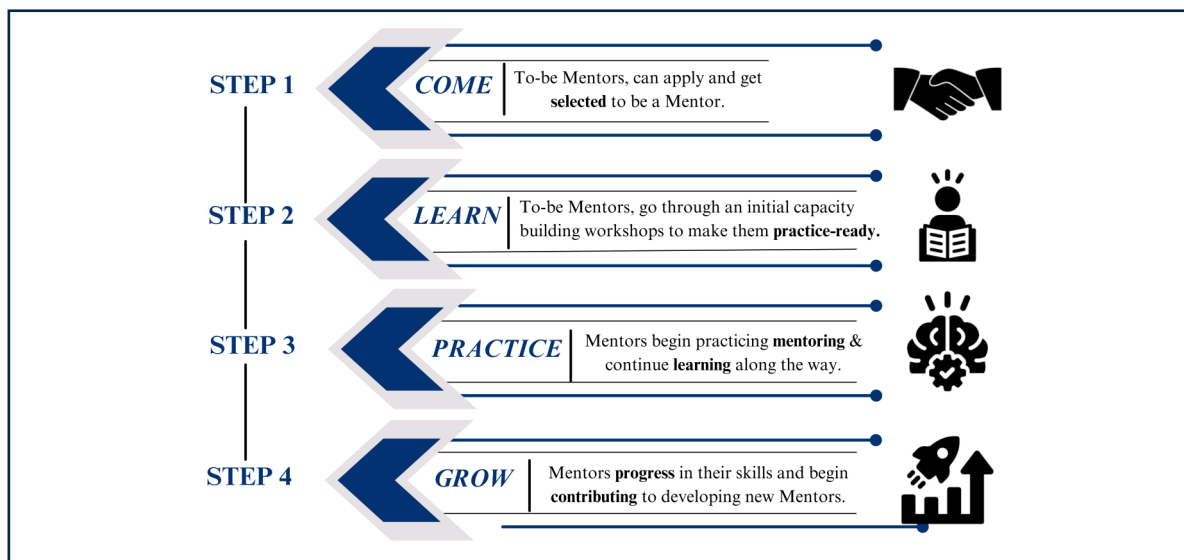 STEP 1
COME
To-be Mentors, can apply and get
selected to be a Mentor.
STEP 2
LEARN
To-be Mentors, go through an initial capacity
building workshops to make them practice-ready.
STEP 3
PRACTICE
Mentors begin practicing mentoring &
continue learning along the way.
STEP 4
GROW
Mentors progress in their skills and begin
contributing to developing new Mentors.